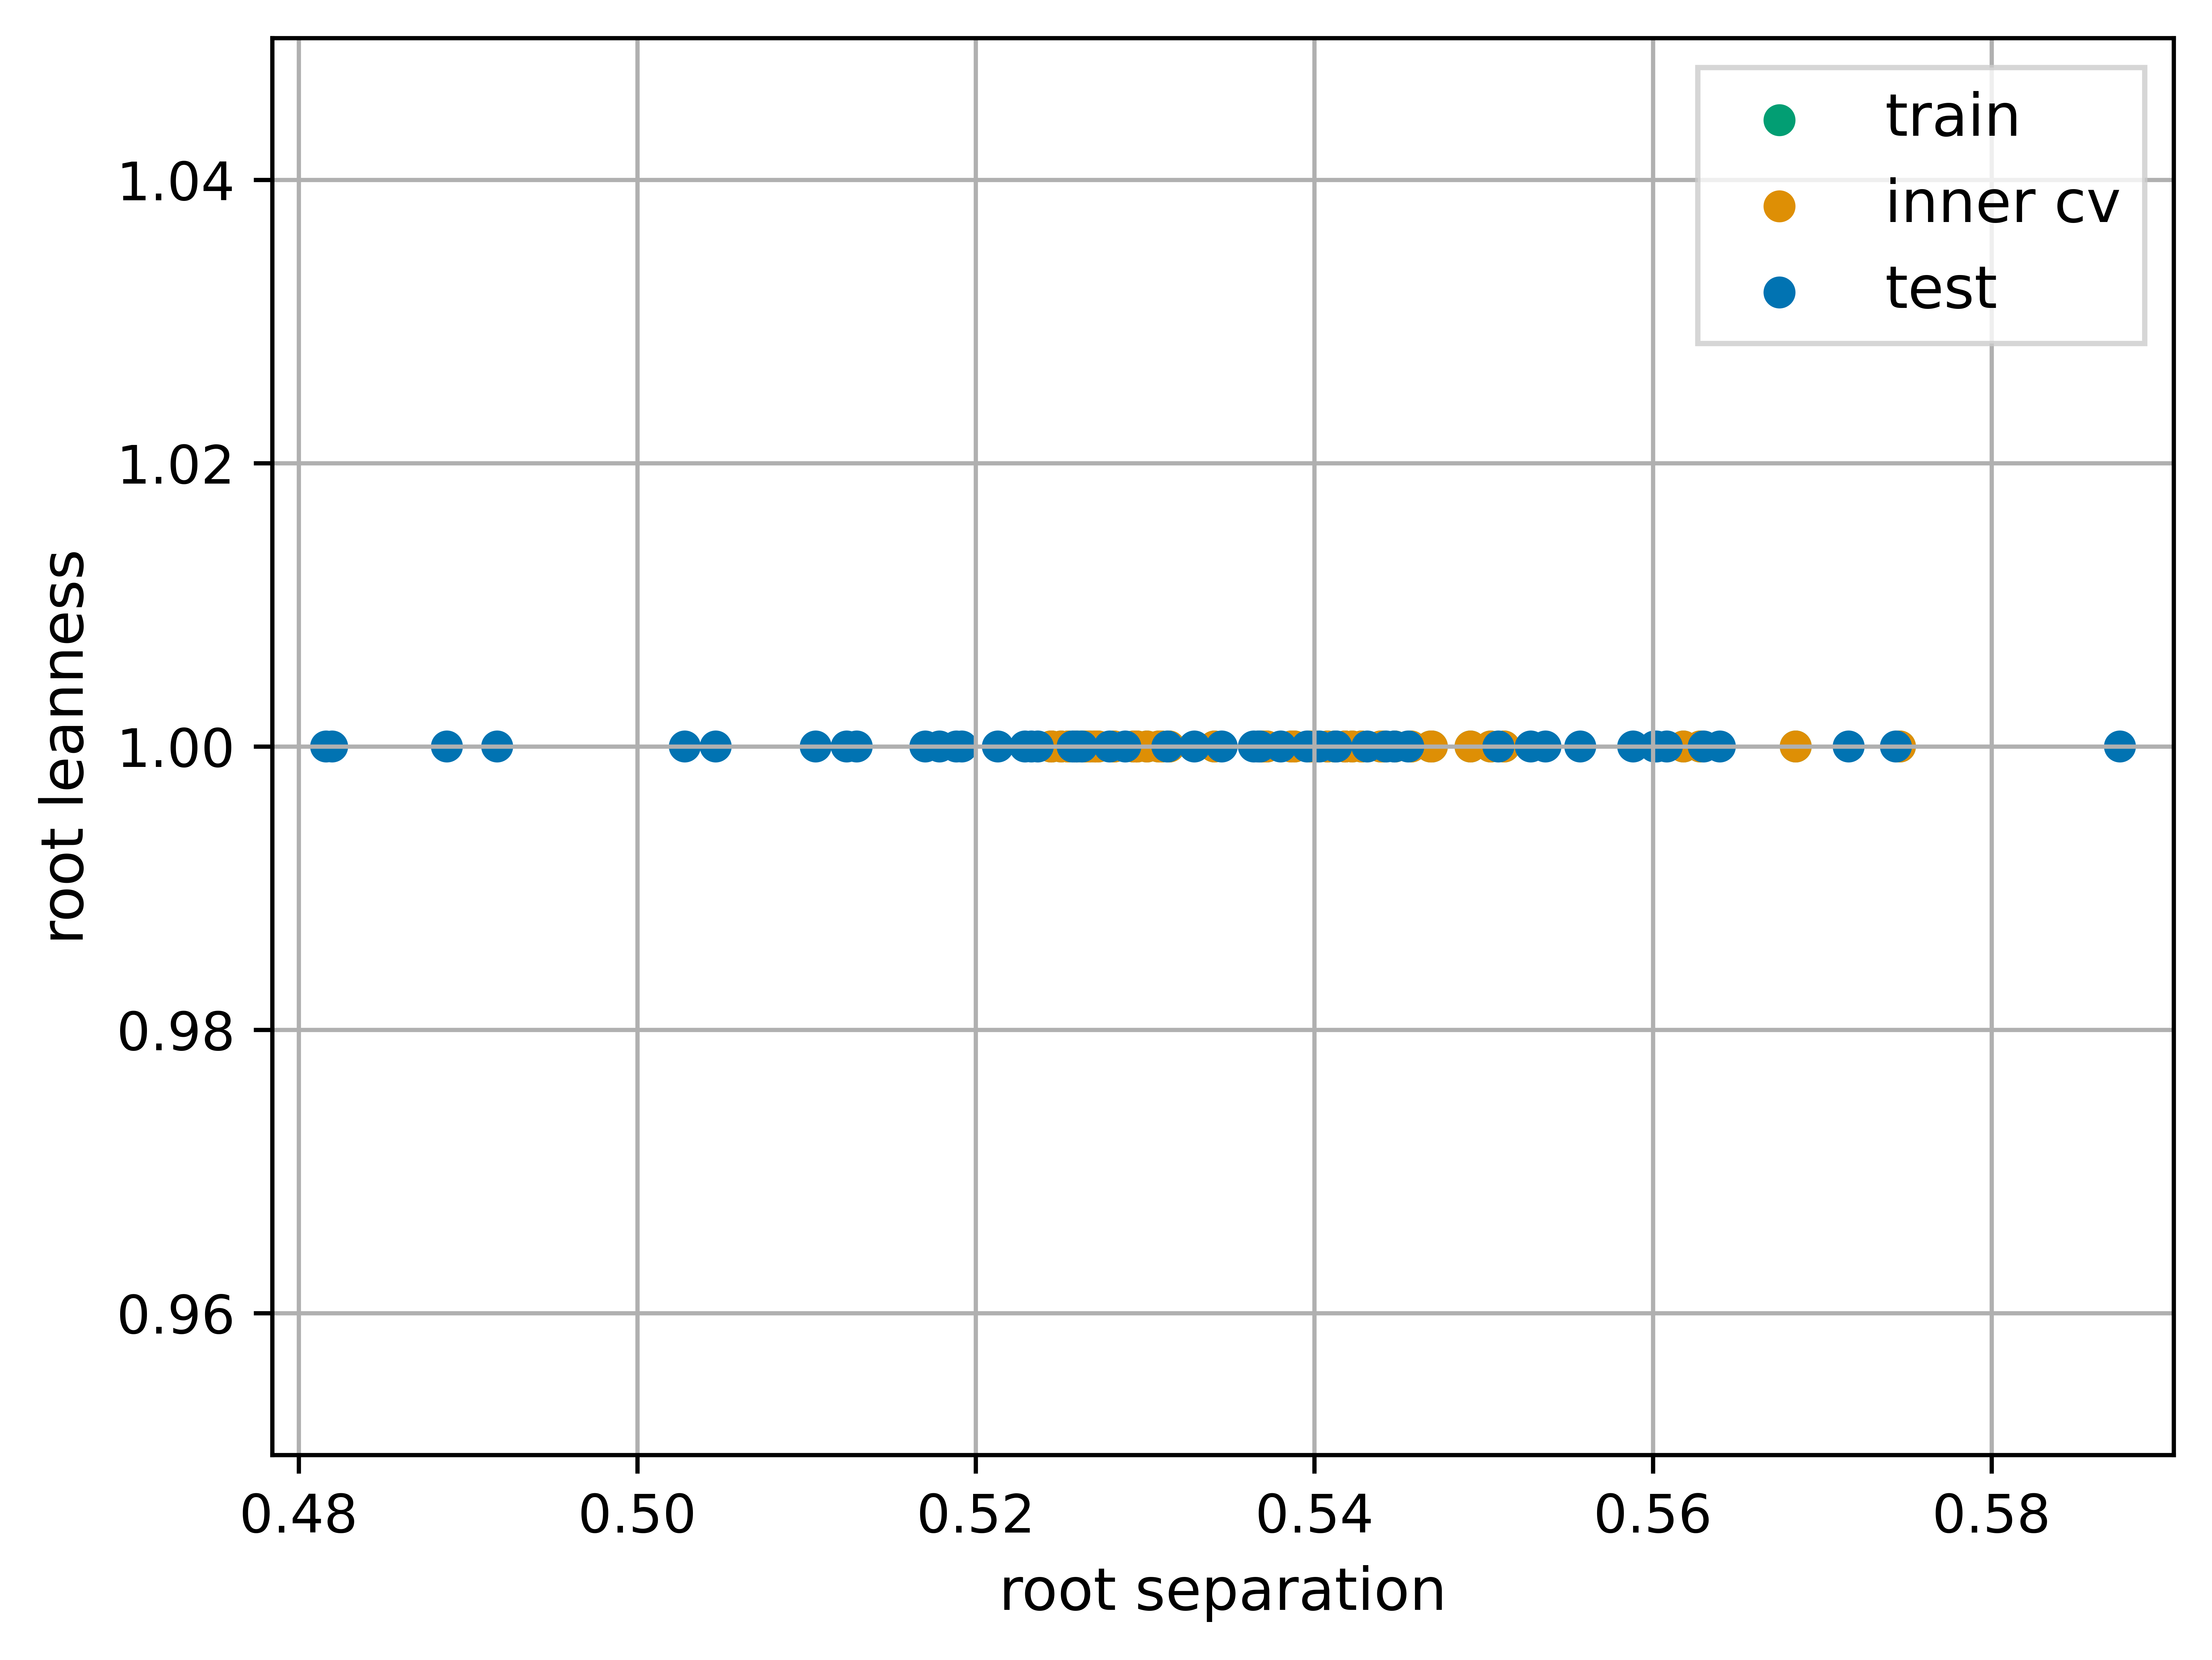 train
inner cv
test
1.04
1.02
1.00
0.98
0.96
root leanness
0.48 0.50 0.52 0.54 0.56 0.58
root separation